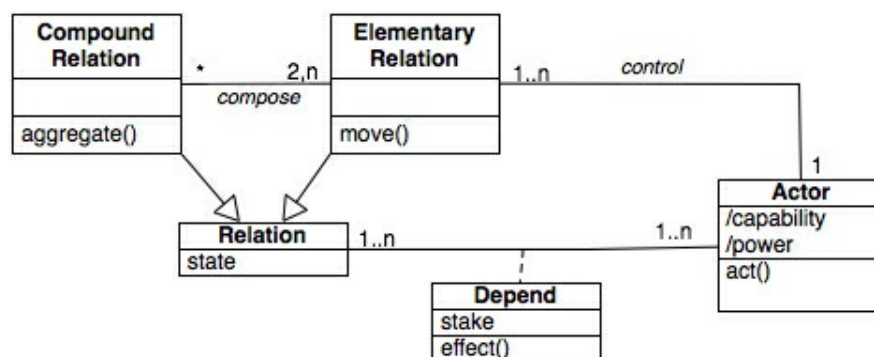 Compound
Relation
aggregate()
*
2,n
compose
Elementary
Relation
move()
1..n
control
1
Actor
/capability
/power
act()
Relation
state
1..n
1..n
Depend
stake
effect()